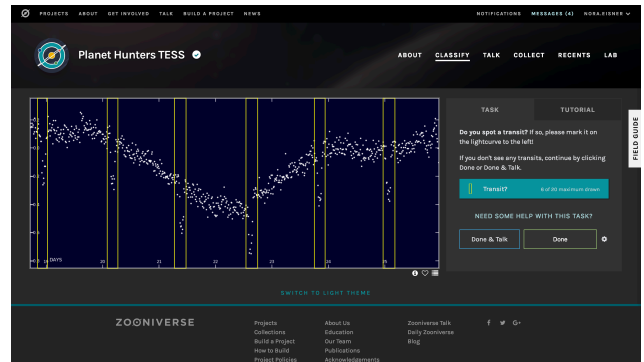 PROJECTS ABOUT GET INVOLVED TALK BUILD A PROJECT NEWS NOTIFICATIONS MESSAGES (4) NORA.EISNER
Planet Hunters TESS
ABOUT CLASSIFY TALK COLLECT RECENTS LAB
TASK TUTORIAL
FIELD GUIDE
Do you spot a transit? If so, please mark it on
the lightcurve to the left!
If you don't see any transits, continue by clicking
Done or Done & Talk.
Transit? 6 of 30 maximum drawn
NEED SOME HELP WITH THIS TASK?
Done & Talk Done
DAYS 20 21 22 23 24 25
SWITCH TO LIGHT THEME
ZOONIVERSE
Projects About Us Zooniverse Talk
Collections Education Daily Zooniverse
Build a Project Our Team Blog
How to Build Publications
Project Policies Acknowledgements